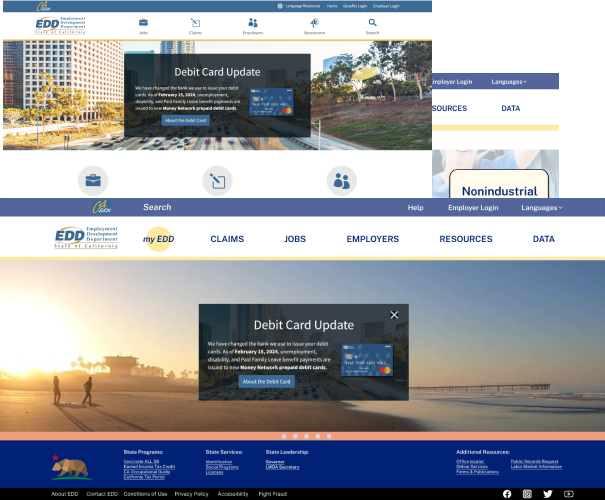 CA GOV
Language Resources Home Benefits Login Employer Login
EDD Employment
Development
Department
State of California
Jobs Claims Employers Newsroom Search
Debit Card Update
We have changed the bank we use to issue your debit
cards. As of February 15, 2024, unemployment,
disability, and Paid Family Leave benefit payments are
issued to new Money Network prepaid debit cards.
About the Debit Card
mployer Login Languages
SOURCES DATA
Nonindustrial
CA GOV
Search Help Employer Login Languages
EDD Employment
Development
Department
State of California
my EDD CLAIMS JOBS EMPLOYERS RESOURCES DATA
Debit Card Update
We have changed the bank we use to issue your debit
cards. As of February 15, 2024, unemployment,
disability, and Paid Family Leave benefit payments are
issued to new Money Network prepaid debit cards.
About the Debit Card
State Programs: State Services: State Leadership: Additional Resources:
Vaccinate ALL 58 Identification Governor Office locator Public Records Request
Earned Income Tax Credit Social Programs LWDA Secretary Online Services Labor Market Information
CA Occupational Guide Licenses Forms & Publications
California Tax Portal
About EDD Contact EDD Conditions of Use Privacy Policy Accessibility Fight Fraud